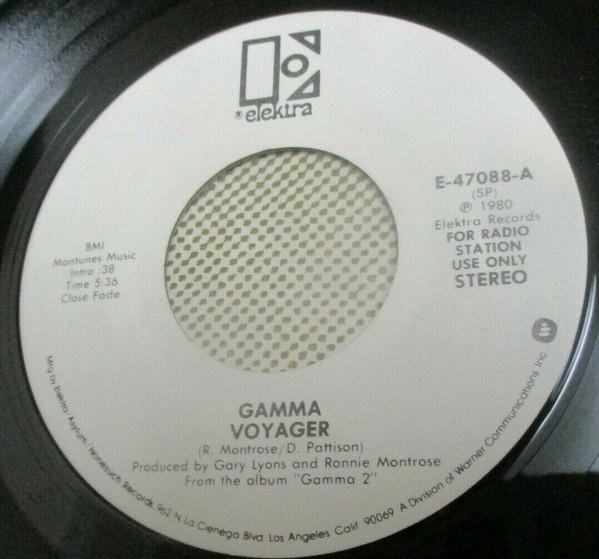 ® elektra
E-47088-A
(SP)
℗ 1980
Elektra Records
FOR RADIO
STATION
USE ONLY
STEREO
BMI
Montunes Music
Intro :38
Time 5:36
Close Fade
GAMMA
VOYAGER
(R. Montrose/D. Pattison)
Produced by Gary Lyons and Ronnie Montrose
From the album "Gamma 2"
Mfg by Elektra/Asylum/Nonesuch Records, 962 N. La Cienega Blvd. Los Angeles Calif. 90069 A Division of Warner Communications Inc